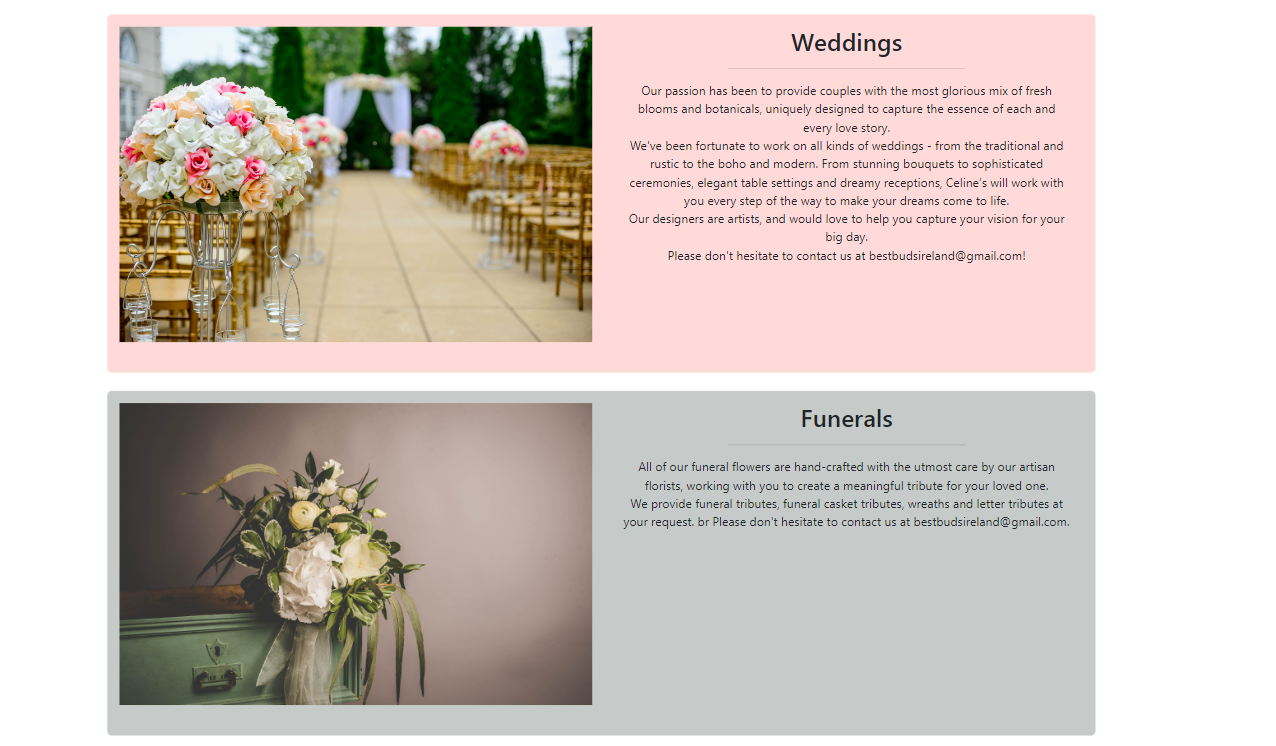 Weddings
Our passion has been to provide couples with the most glorious mix of fresh
blooms and botanicals, uniquely designed to capture the essence of each and
every love story.
We've been fortunate to work on all kinds of weddings - from the traditional and
rustic to the boho and modern. From stunning bouquets to sophisticated
ceremonies, elegant table settings and dreamy receptions, Celine's will work with
you every step of the way to make your dreams come to life.
Our designers are artists, and would love to help you capture your vision for your
big day.
Please don't hesitate to contact us at bestbudsireland@gmail.com!
Funerals
All of our funeral flowers are hand-crafted with the utmost care by our artisan
florists, working with you to create a meaningful tribute for your loved one.
We provide funeral tributes, funeral casket tributes, wreaths and letter tributes at
your request. br Please don't hesitate to contact us at bestbudsireland@gmail.com.